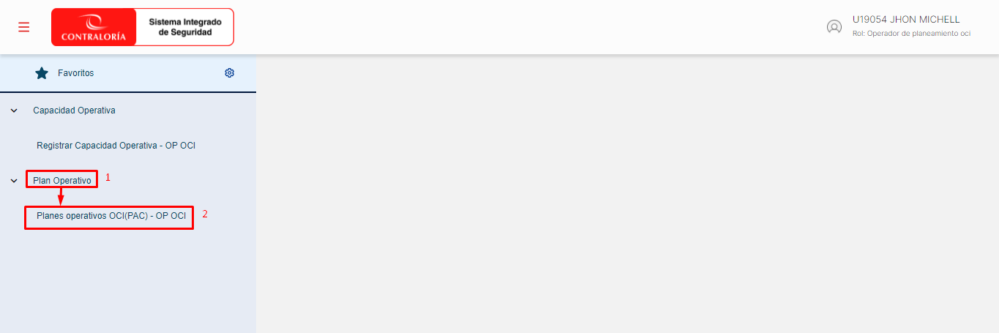 CONTRALORÍA
Sistema Integrado
de Seguridad
U19054 JHON MICHELL
Rol: Operador de planeamiento oci
Favoritos
Capacidad Operativa
Registrar Capacidad Operativa - OP OCI
Plan Operativo 1
Planes operativos OCI(PAC) - OP OCI 2